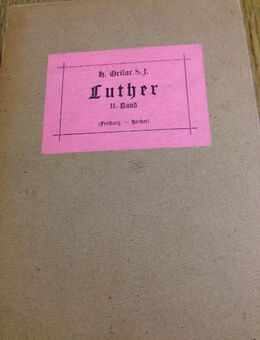 H. Grisar S.J.
Luther
II. Band
(Freiburg — Herder)